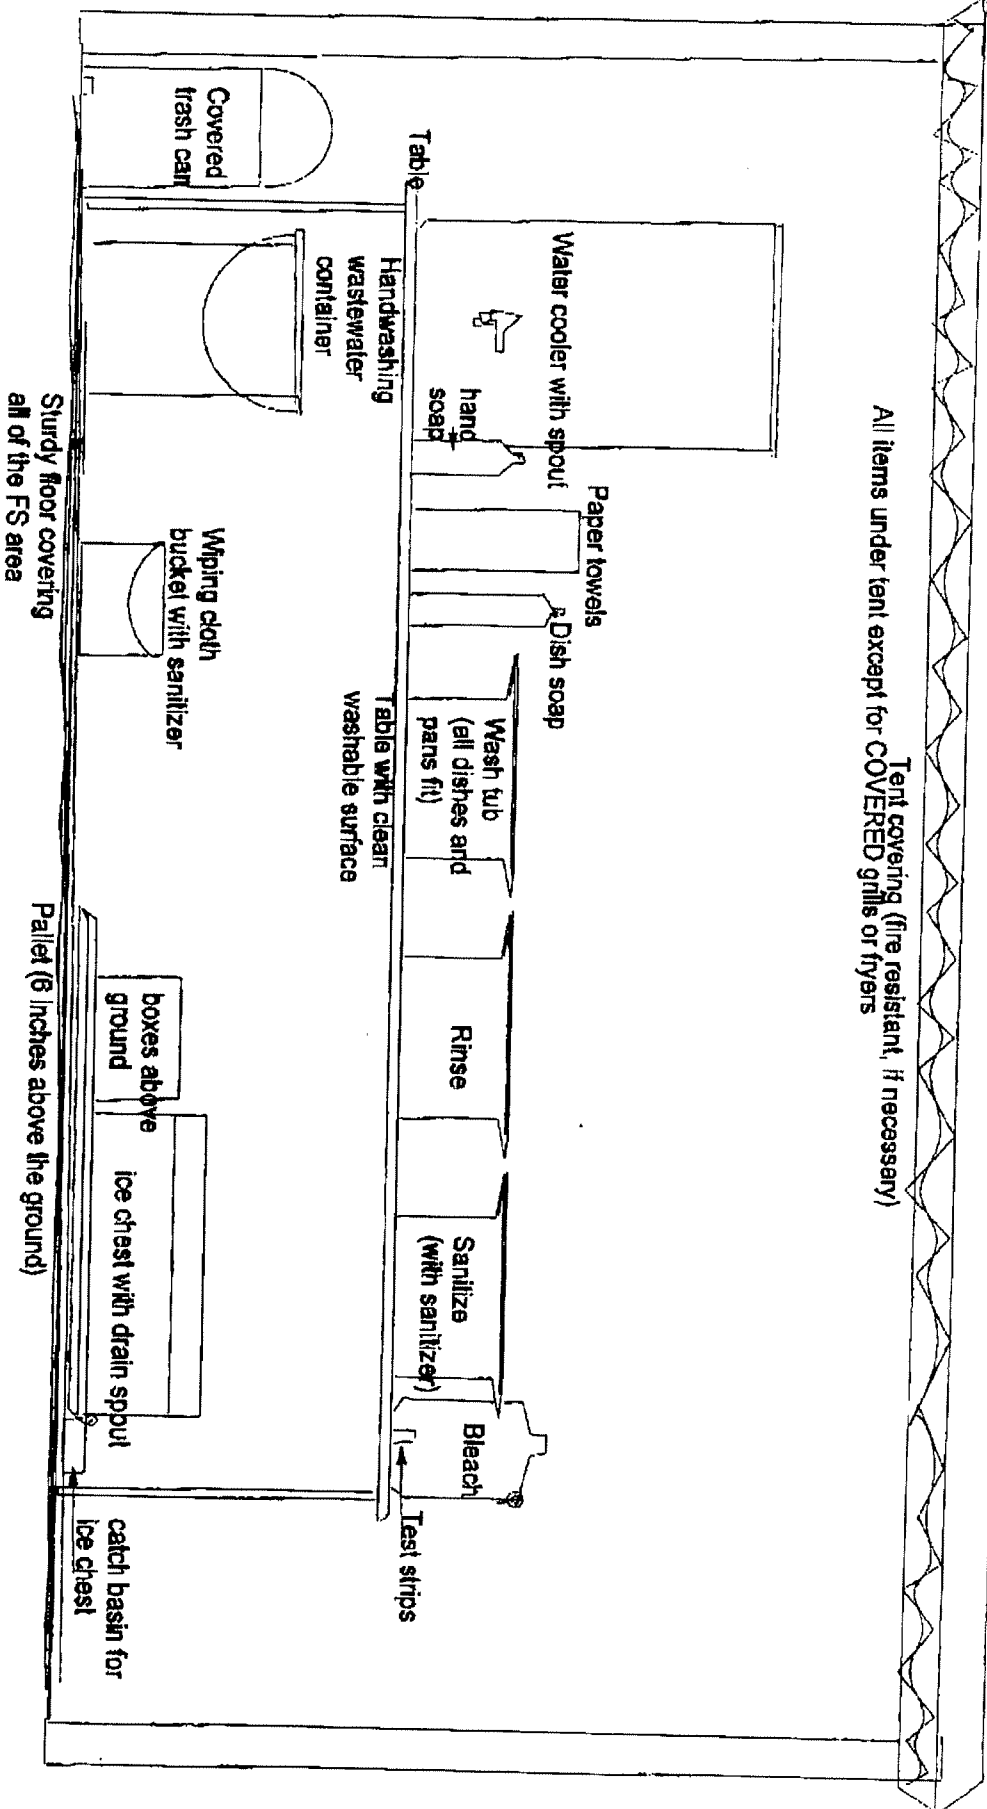 Tent covering (fire resistant, if necessary)
All items under tent except for COVERED grills or fryers
Water cooler with spout
Paper towels
Dish soap
hand
soap
Wash tub
(all dishes and
pans fit)
Rinse
Sanitize
(with sanitizer)
Bleach
Test strips
Table
Table with clean
washable surface
Covered
trash can
Handwashing
wastewater
container
Wiping cloth
bucket with sanitizer
boxes above
ground
ice chest with drain spout
catch basin for
ice chest
Sturdy floor covering
all of the FS area
Pallet (6 inches above the ground)